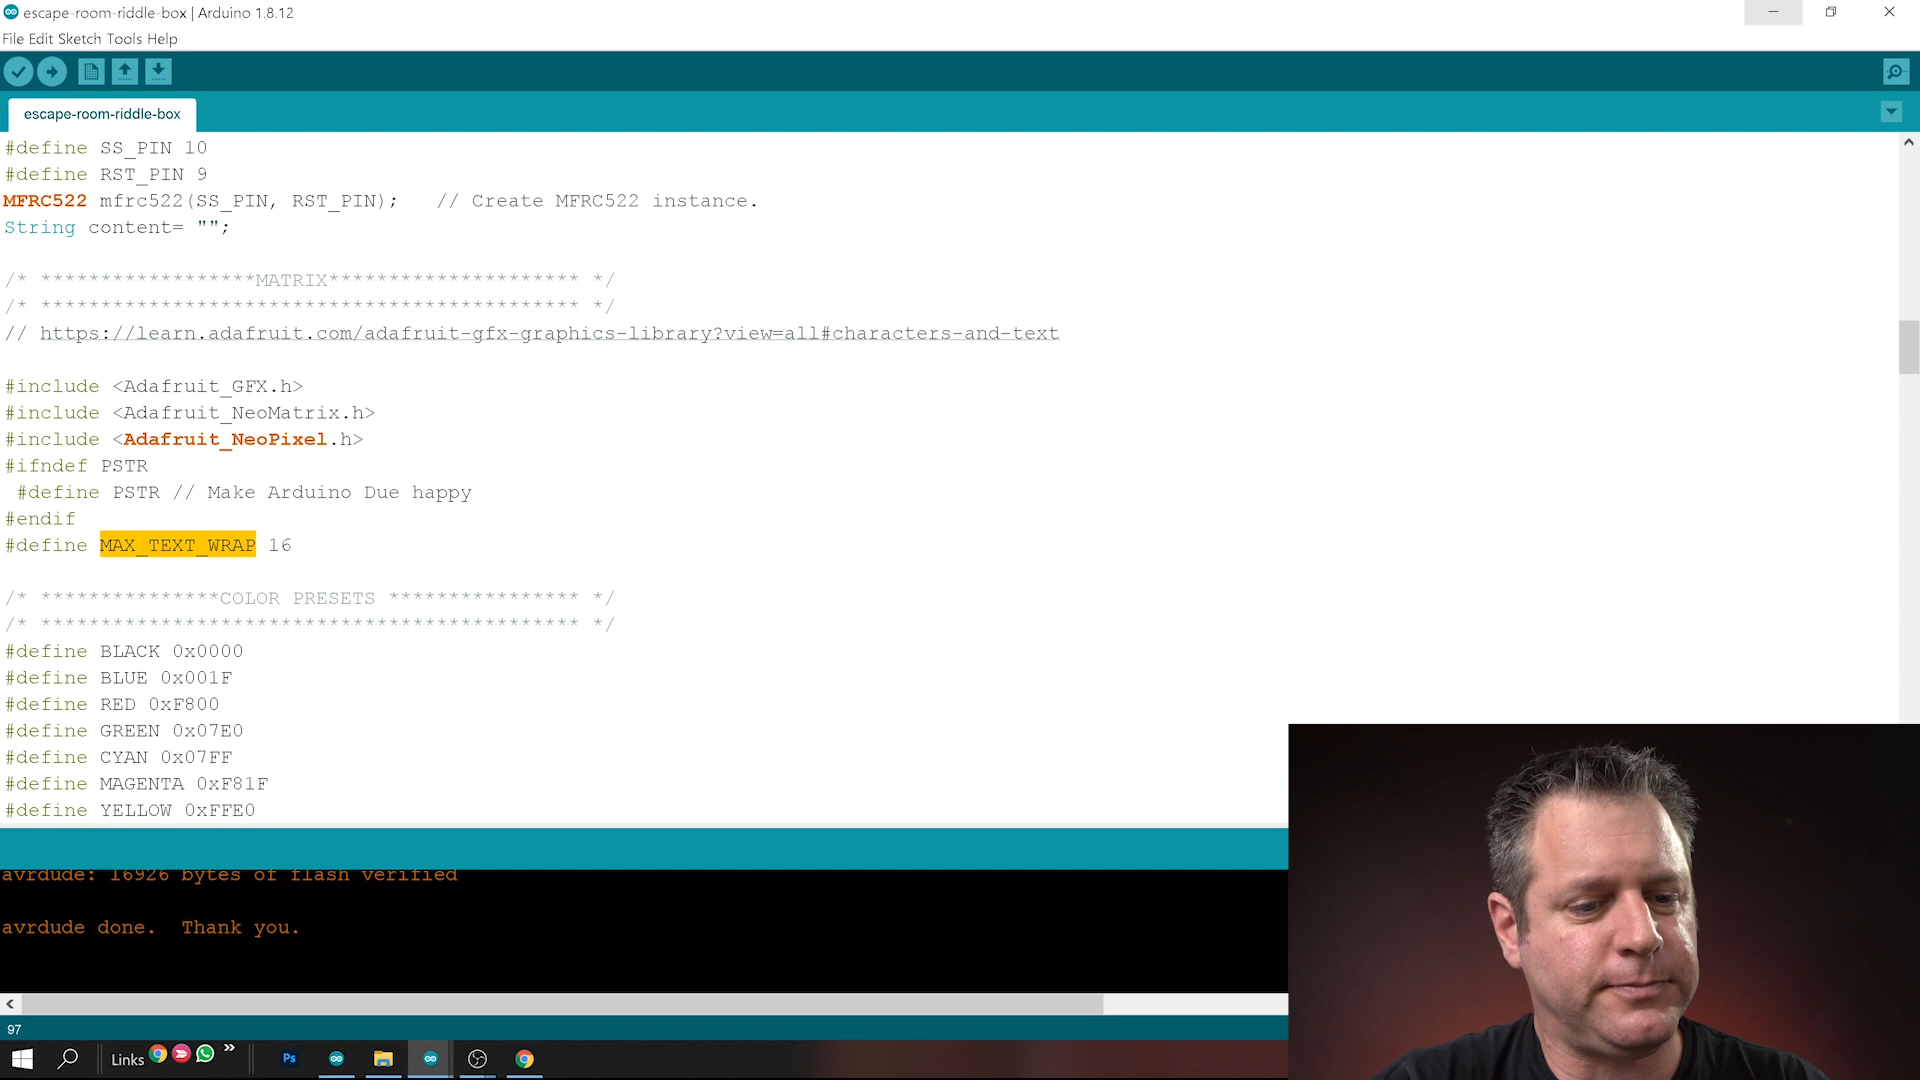 escape-room-riddle-box | Arduino 1.8.12
File Edit Sketch Tools Help
escape-room-riddle-box
#define SS_PIN 10
#define RST_PIN 9
MFRC522 mfrc522(SS_PIN, RST_PIN);   // Create MFRC522 instance.
String content= "";
/* ******************MATRIX********************* */
/* ********************************************* */
// https://learn.adafruit.com/adafruit-gfx-graphics-library?view=all#characters-and-text
#include <Adafruit_GFX.h>
#include <Adafruit_NeoMatrix.h>
#include <Adafruit_NeoPixel.h>
#ifndef PSTR
 #define PSTR // Make Arduino Due happy
#endif
#define MAX_TEXT_WRAP 16
/* ***************COLOR PRESETS **************** */
/* ********************************************* */
#define BLACK 0x0000
#define BLUE 0x001F
#define RED 0xF800
#define GREEN 0x07E0
#define CYAN 0x07FF
#define MAGENTA 0xF81F
#define YELLOW 0xFFE0
avrdude: 16926 bytes of flash verified
avrdude done.  Thank you.
97
Links
Ps